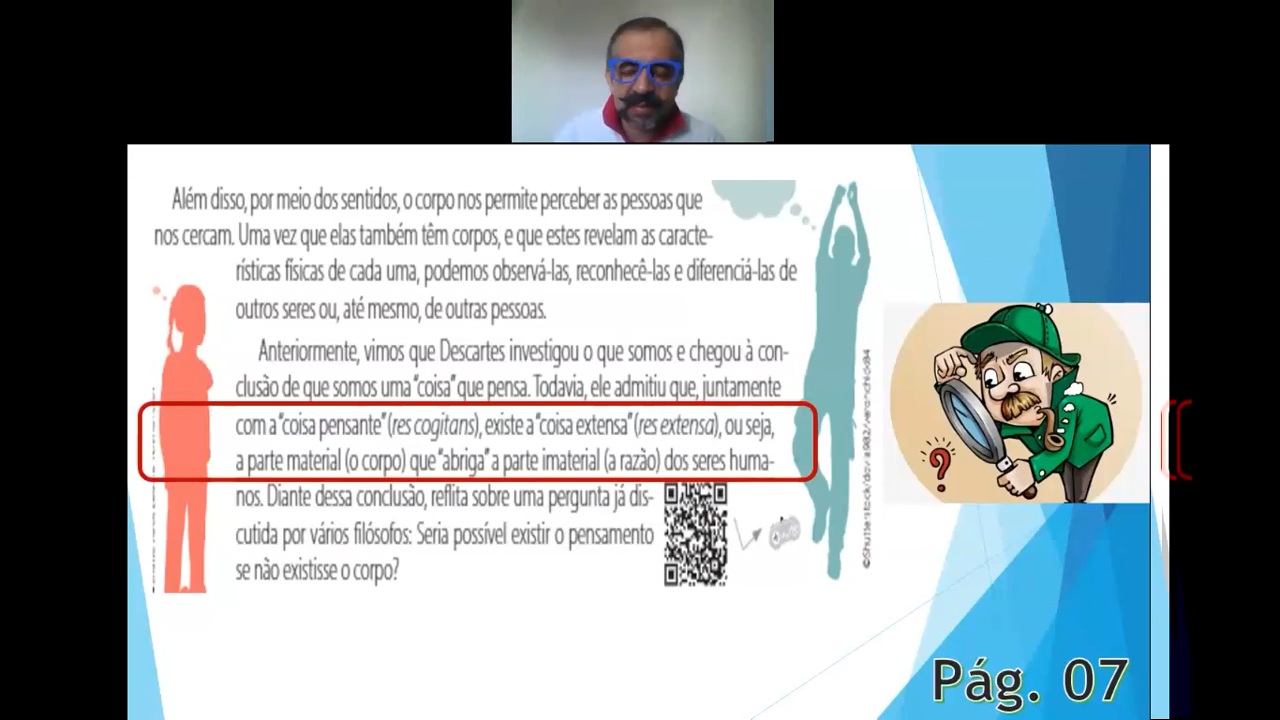 Além disso, por meio dos sentidos, o corpo nos permite perceber as pessoas que
nos cercam. Uma vez que elas também têm corpos, e que estes revelam as caracte-
rísticas físicas de cada uma, podemos observá-las, reconhecê-las e diferenciá-las de
outros seres ou, até mesmo, de outras pessoas.
Anteriormente, vimos que Descartes investigou o que somos e chegou à con-
clusão de que somos uma "coisa" que pensa. Todavia, ele admitiu que, juntamente
com a "coisa pensante" (res cogitans), existe a "coisa extensa" (res extensa), ou seja,
a parte material (o corpo) que "abriga" a parte imaterial (a razão) dos seres huma-
nos. Diante dessa conclusão, reflita sobre uma pergunta já dis-
cutida por vários filósofos: Seria possível existir o pensamento
se não existisse o corpo?
?
Pág. 07